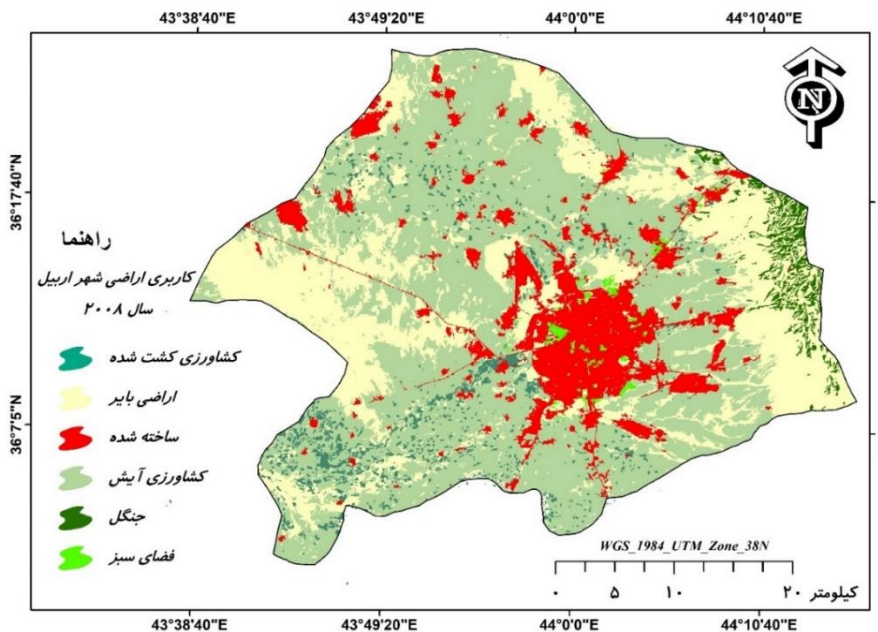 43°38'40"E 43°49'20"E 44°0'0"E 44°10'40"E
N
36°17'40"N
36°7'5"N
راهنما
کاربری اراضی شهر اربیل
سال ۲۰۰۸
کشاورزی کشت شده
اراضی بایر
ساخته شده
کشاورزی آیش
جنگل
فضای سبز
WGS_1984_UTM_Zone_38N
۰ ۵ ۱۰ ۲۰ کیلومتر
43°38'40"E 43°49'20"E 44°0'0"E 44°10'40"E